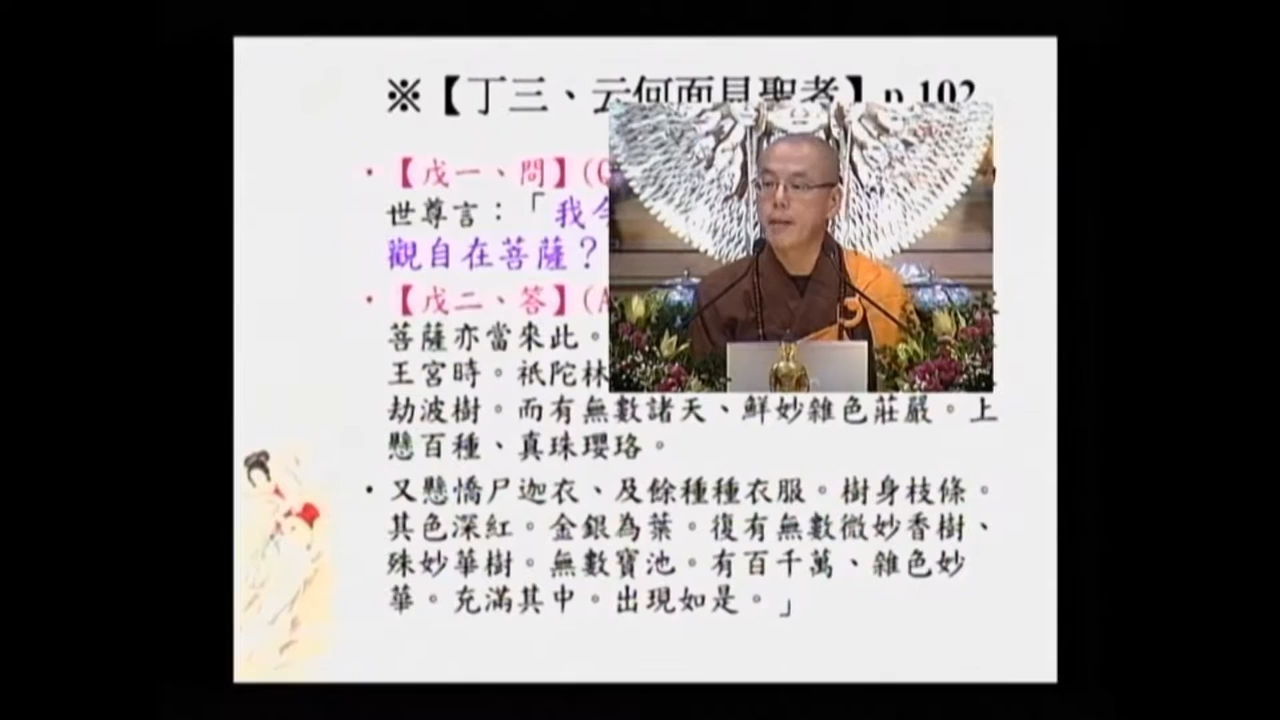 ※【丁三、云何面見聖者】p.102
•【戊一、問】(
世尊言：「我今
觀自在菩薩？
•【戊二、答】(A
菩薩亦當來此。
王宮時。祇陀林
劫波樹。而有無數諸天、鮮妙雜色莊嚴。上
懸百種、真珠瓔珞。
•又懸憍尸迦衣、及餘種種衣服。樹身枝條。
其色深紅。金銀為葉。復有無數微妙香樹、
殊妙華樹。無數寶池。有百千萬、雜色妙
華。充滿其中。出現如是。」